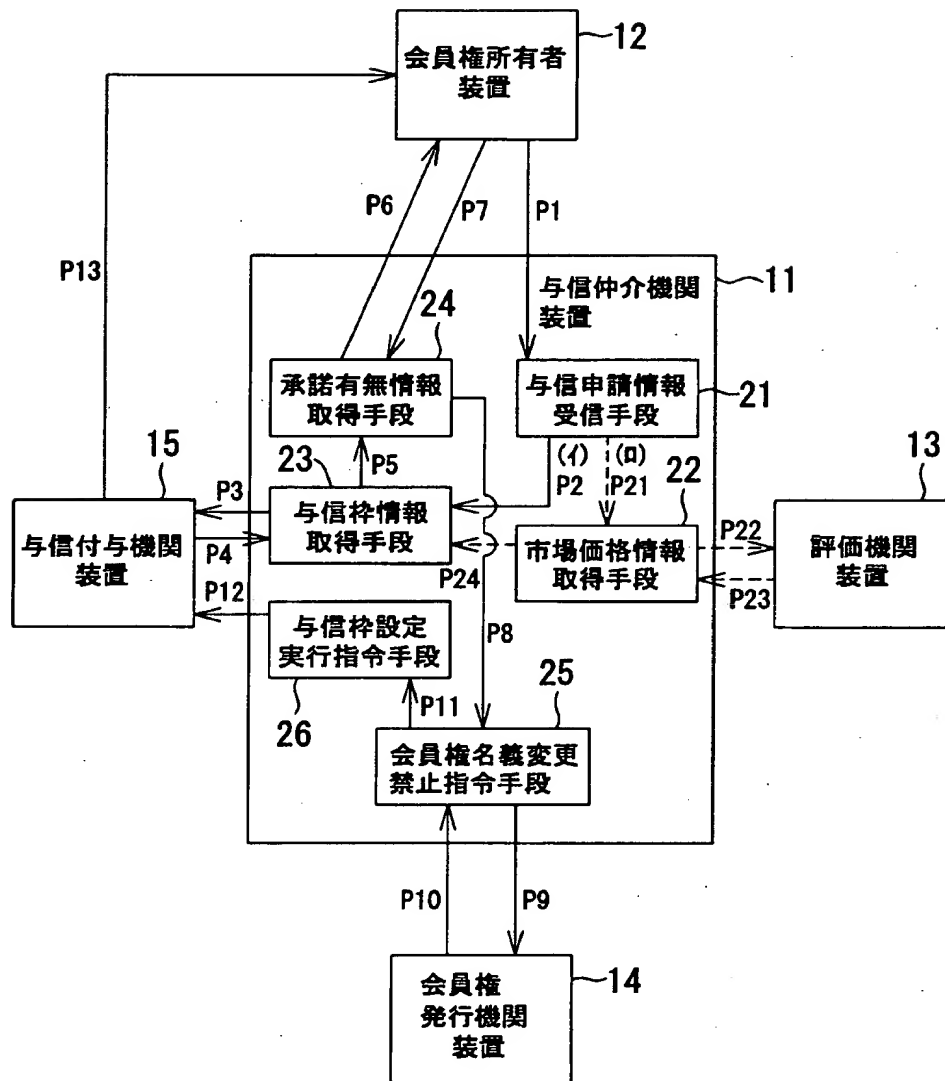 12
会員権所有者
装置
P6
P7
P1
P13
11
与信仲介機関
装置
24
承諾有無情報
取得手段
与信申請情報
受信手段
21
15
23
P5
(イ)
P2
(ロ)
P21
22
13
P3
与信付与機関
装置
P4
与信枠情報
取得手段
P24
市場価格情報
取得手段
P22
P23
評価機関
装置
P12
与信枠設定
実行指令手段
26
P11
P8
25
会員権名義変更
禁止指令手段
P10
P9
会員権
発行機関
装置
14